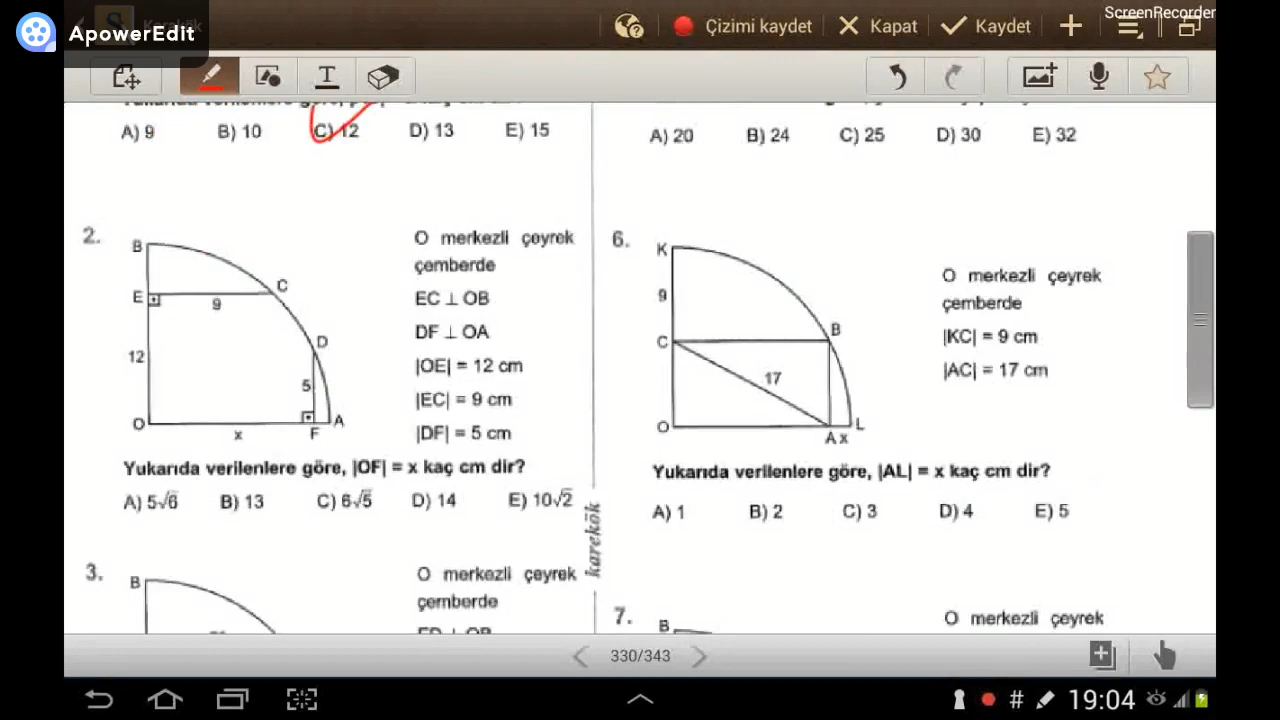 ScreenRecorder
ApowerEdit
Çizimi kaydet
Kapat
Kaydet
A) 9 B) 10 C) 12 D) 13 E) 15
2.
B
E
C
9
D
12
5
O
x
F
A
O merkezli çeyrek
çemberde
EC ⊥ OB
DF ⊥ OA
|OE| = 12 cm
|EC| = 9 cm
|DF| = 5 cm
Yukarıda verilenlere göre, |OF| = x kaç cm dir?
A) 5√6 B) 13 C) 6√5 D) 14 E) 10√2
3.
B
O merkezli çeyrek
çemberde
ED ⊥ OB
karekök
A) 20 B) 24 C) 25 D) 30 E) 32
6.
K
9
B
C
17
O
A x
L
O merkezli çeyrek
çemberde
|KC| = 9 cm
|AC| = 17 cm
Yukarıda verilenlere göre, |AL| = x kaç cm dir?
A) 1 B) 2 C) 3 D) 4 E) 5
7.
B
O merkezli çeyrek
330/343
19:04